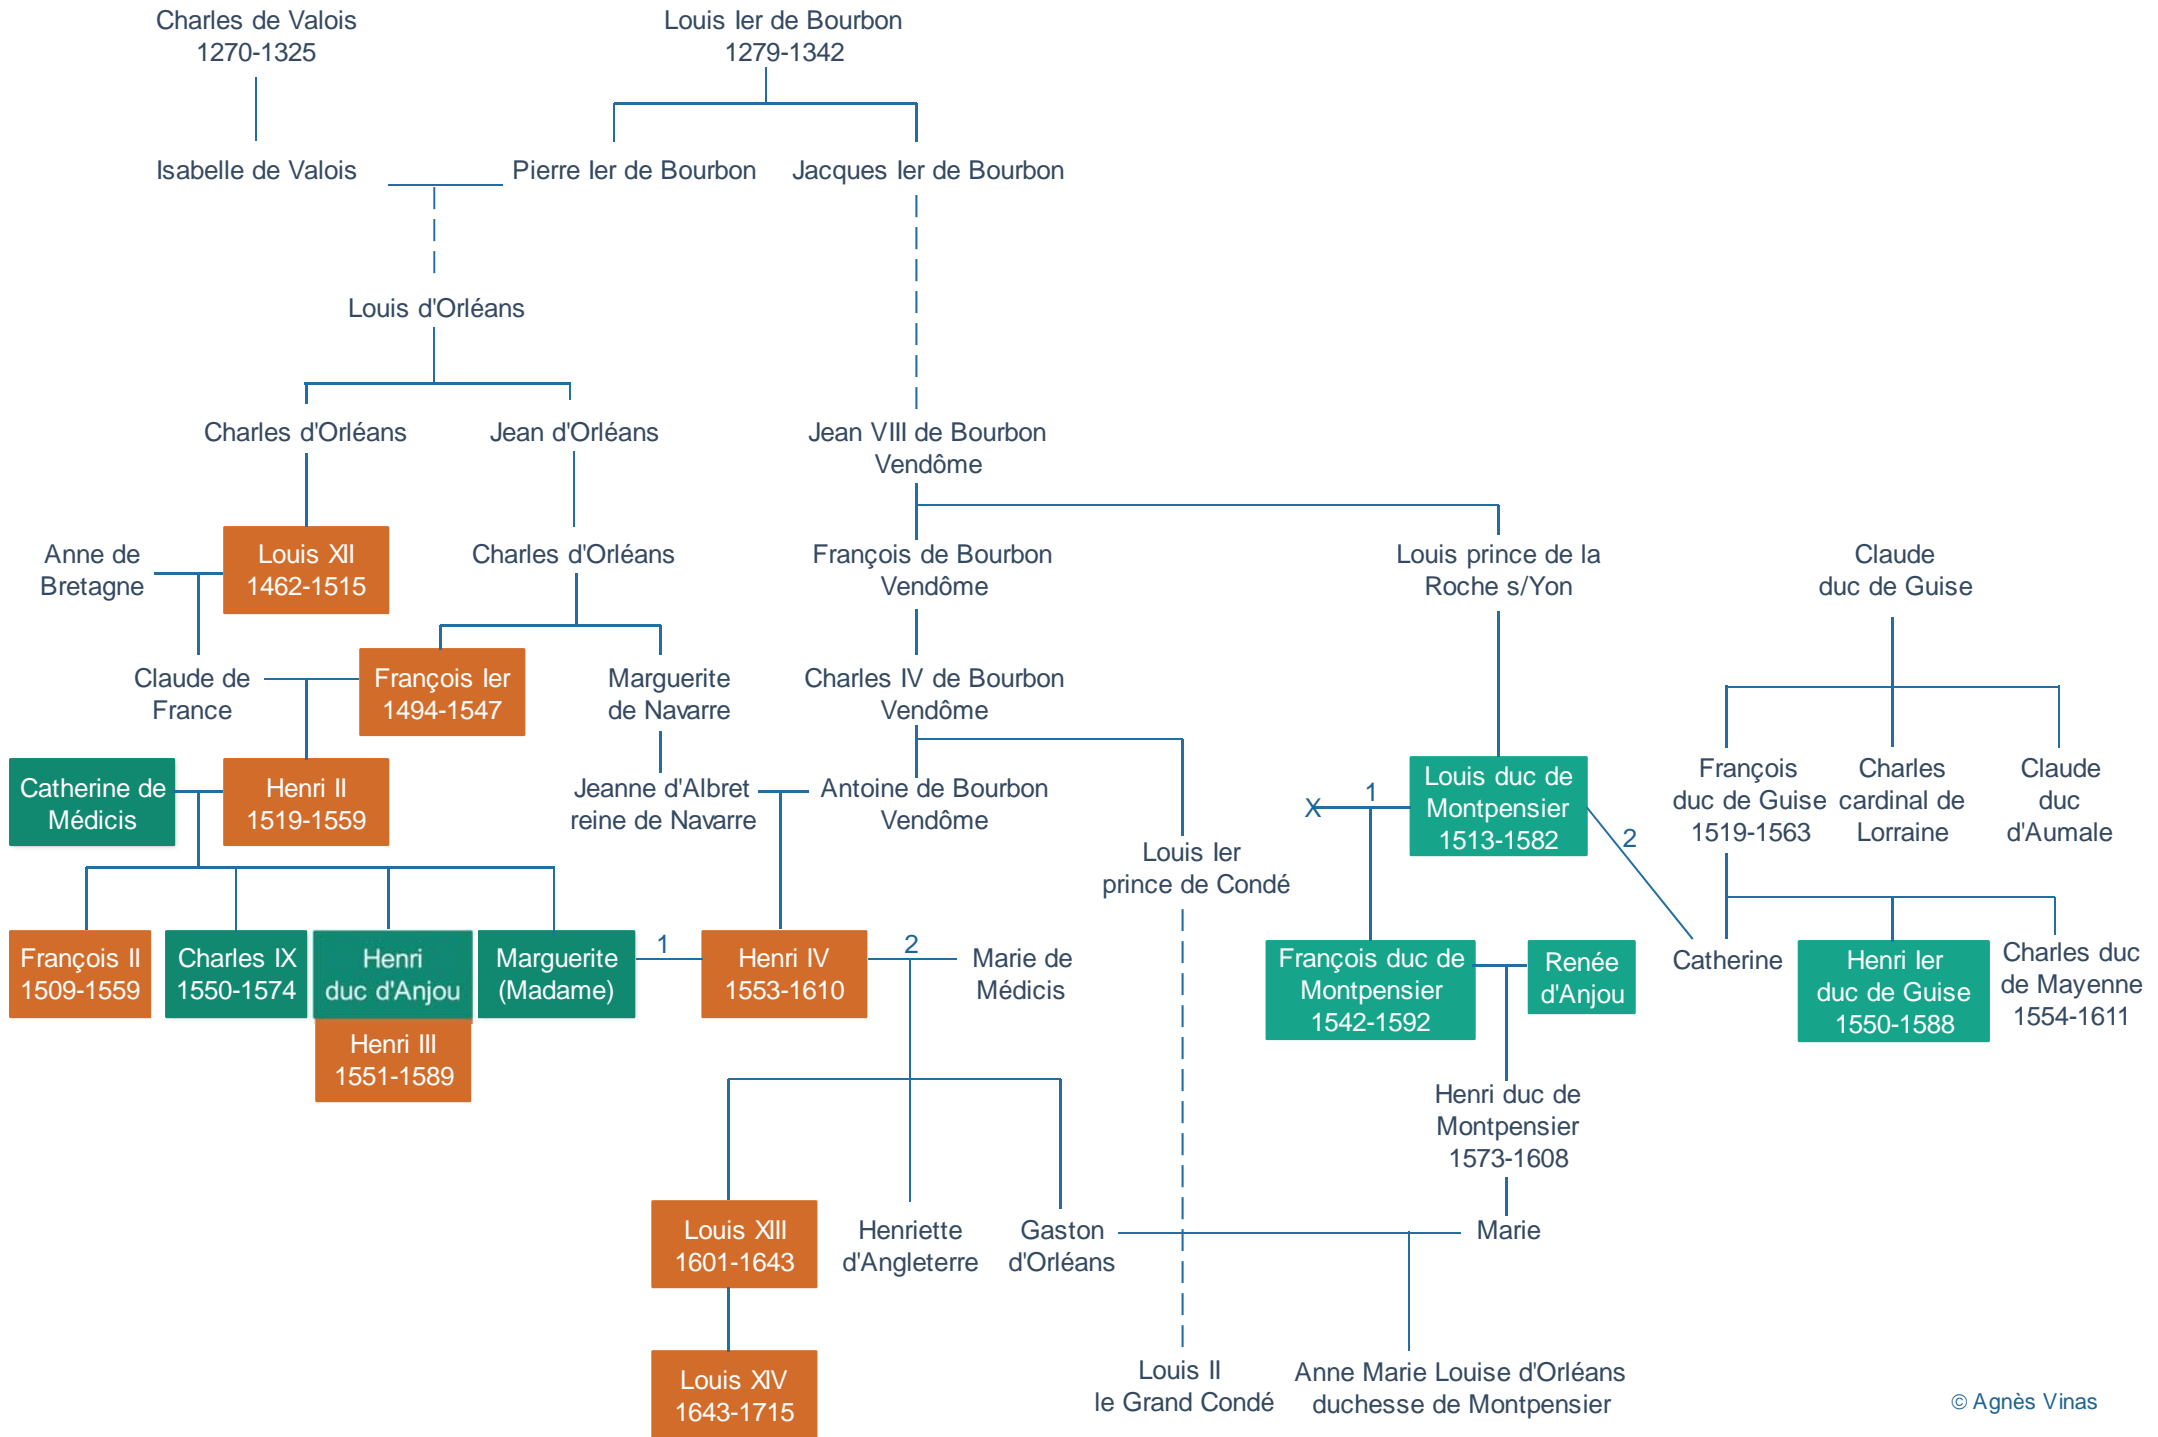 Charles de Valois
1270-1325
Louis Ier de Bourbon
1279-1342
Isabelle de Valois
Pierre Ier de Bourbon
Jacques Ier de Bourbon
Louis d'Orléans
Charles d'Orléans
Jean d'Orléans
Jean VIII de Bourbon
Vendôme
Anne de
Bretagne
Louis XII
1462-1515
Charles d'Orléans
François de Bourbon
Vendôme
Louis prince de la
Roche s/Yon
Claude
duc de Guise
Claude de
France
François Ier
1494-1547
Marguerite
de Navarre
Charles IV de Bourbon
Vendôme
Catherine de
Médicis
Henri II
1519-1559
Jeanne d'Albret
reine de Navarre
Antoine de Bourbon
Vendôme
Louis Ier
prince de Condé
X
1
Louis duc de
Montpensier
1513-1582
2
François
duc de Guise
1519-1563
Charles
cardinal de
Lorraine
Claude
duc
d'Aumale
François II
1509-1559
Charles IX
1550-1574
Henri
duc d'Anjou
Henri III
1551-1589
Marguerite
(Madame)
1
Henri IV
1553-1610
2
Marie de
Médicis
François duc de
Montpensier
1542-1592
Renée
d'Anjou
Catherine
Henri Ier
duc de Guise
1550-1588
Charles duc
de Mayenne
1554-1611
Henri duc de
Montpensier
1573-1608
Louis XIII
1601-1643
Henriette
d'Angleterre
Gaston
d'Orléans
Marie
Louis XIV
1643-1715
Louis II
le Grand Condé
Anne Marie Louise d'Orléans
duchesse de Montpensier
© Agnès Vinas